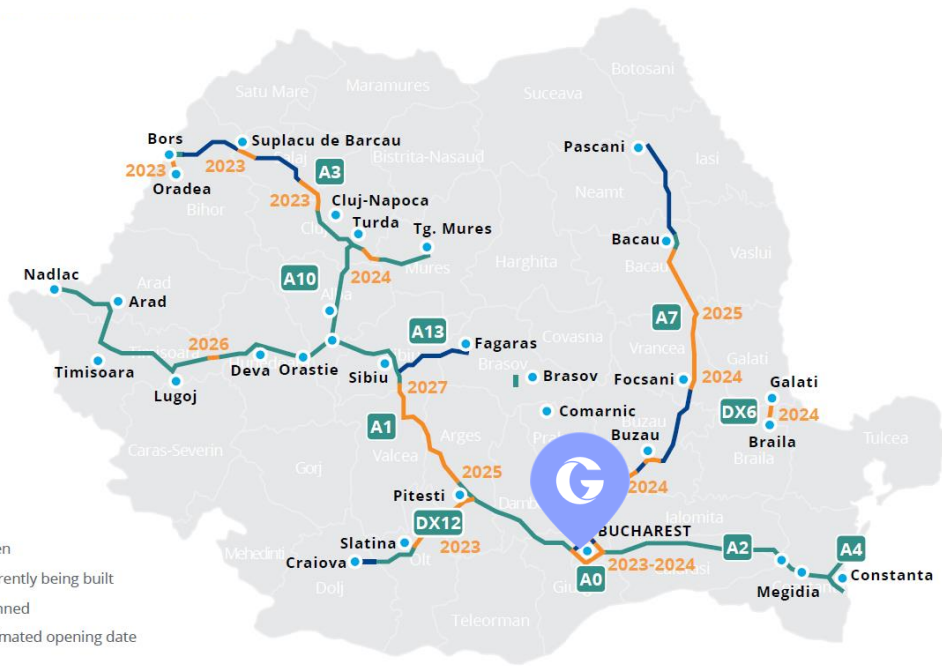 Botosani
Satu Mare
Maramures
Suceava
Bors
Suplacu de Barcau
Pascani
Salaj
Bistrita-Nasaud
Iasi
2023
2023
A3
Oradea
2023
Cluj-Napoca
Neamt
Bihor
Turda
Tg. Mures
Bacau
Vaslui
Harghita
Bacau
Mures
2024
Nadlac
A10
Arad
Arad
2025
A7
A13
Covasna
Fagaras
Vrancea
2026
Brasov
Galati
Timisoara
Deva
Orastie
Sibiu
Brasov
Focsani
2024
Galati
Lugoj
2027
Comarnic
DX6
2024
A1
Buzau
Buzau
Braila
Arges
Braila
Tulcea
Caras-Severin
Valcea
Gorj
2025
2024
Pitesti
G
DX12
Ialomita
BUCHAREST
Slatina
2023
A2
A4
Mehedinti
Craiova
Olt
2023-2024
Constanta
A0
Megidia
Dolj
Teleorman
rently being built
nned
mated opening date